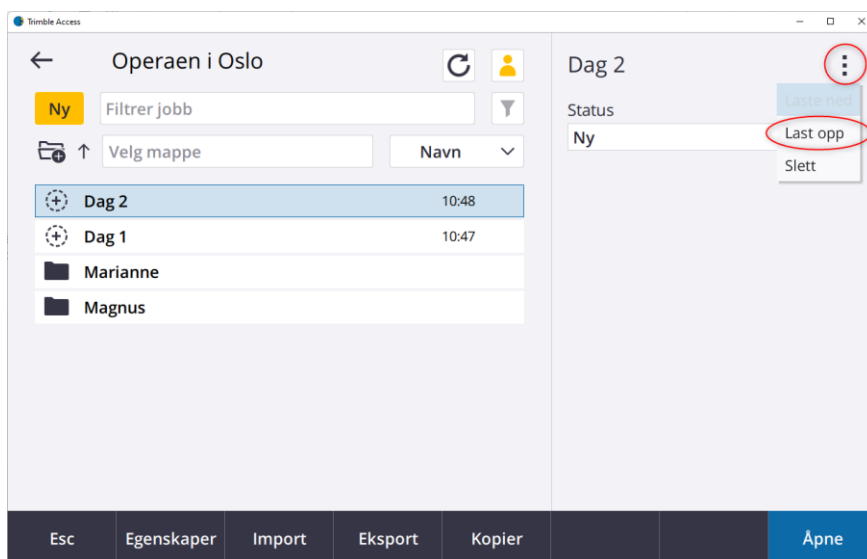 Trimble Access
Operaen i Oslo
Dag 2
Ny
Filtrer jobb
Status
Laste ned
Velg mappe
Navn
Ny
Last opp
Slett
Dag 2 10:48
Dag 1 10:47
Marianne
Magnus
Esc Egenskaper Import Eksport Kopier Åpne